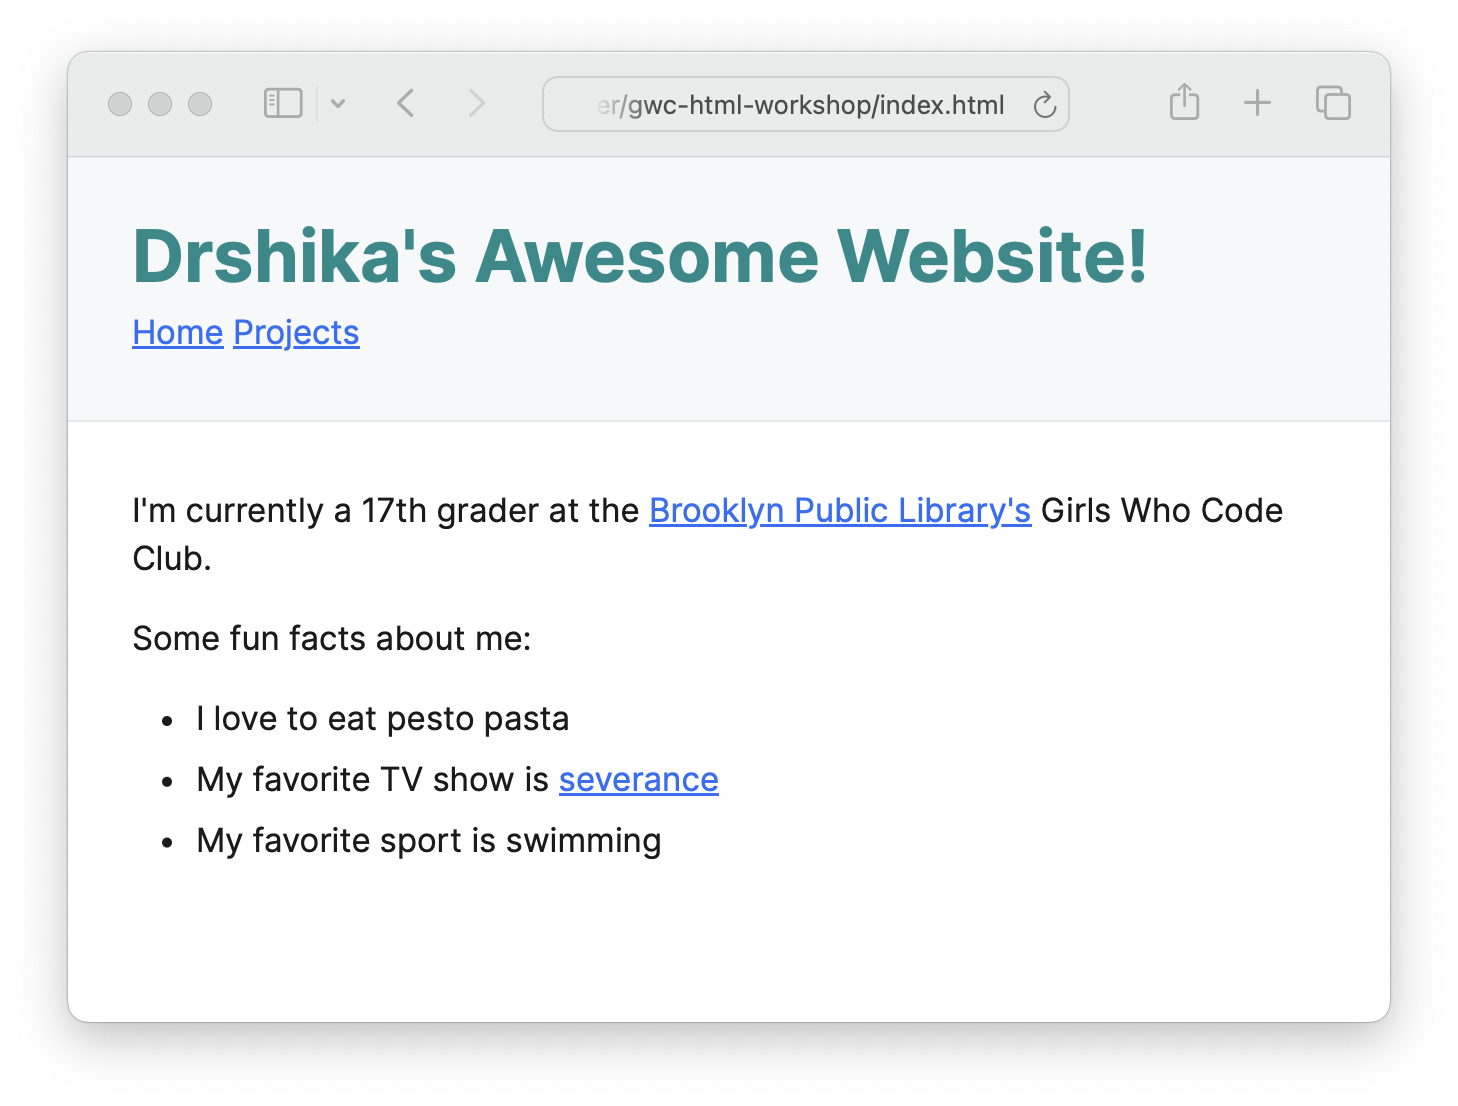 er/gwc-html-workshop/index.html
Drshika's Awesome Website!
Home Projects
I'm currently a 17th grader at the Brooklyn Public Library's Girls Who Code
Club.
Some fun facts about me:
• I love to eat pesto pasta
• My favorite TV show is severance
• My favorite sport is swimming